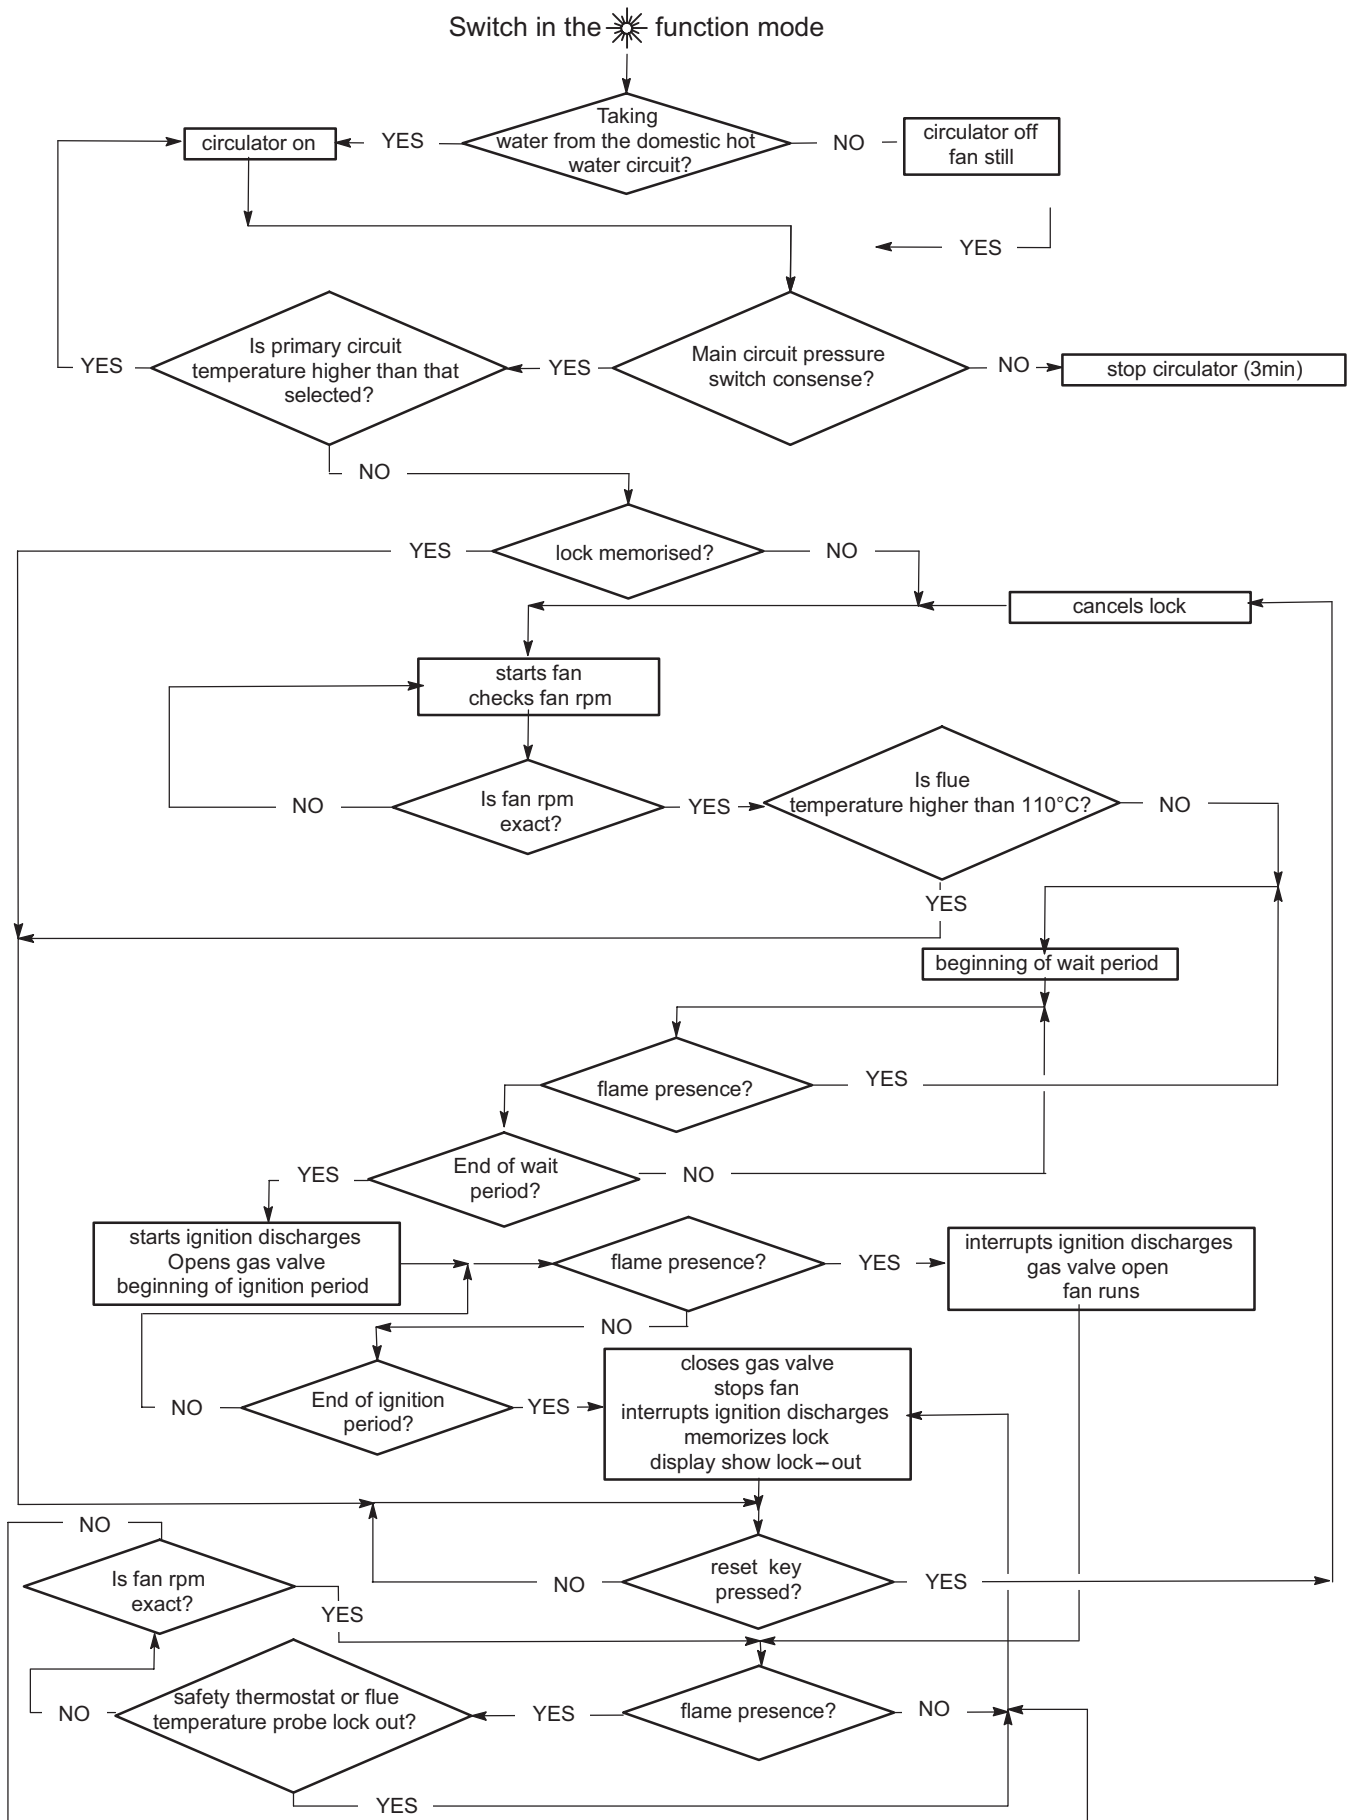 Switch in the function mode
Taking
water from the domestic hot
water circuit?
circulator on
YES
NO
circulator off
fan still
YES
Is primary circuit
temperature higher than that
selected?
YES
YES
Main circuit pressure
switch consense?
NO
stop circulator (3min)
NO
YES
lock memorised?
NO
cancels lock
starts fan
checks fan rpm
NO
Is fan rpm
exact?
YES
Is flue
temperature higher than 110°C?
NO
YES
beginning of wait period
flame presence?
YES
YES
End of wait
period?
NO
starts ignition discharges
Opens gas valve
beginning of ignition period
flame presence?
YES
interrupts ignition discharges
gas valve open
fan runs
NO
NO
End of ignition
period?
YES
closes gas valve
stops fan
interrupts ignition discharges
memorizes lock
display show lock–out
NO
Is fan rpm
exact?
YES
NO
reset key
pressed?
YES
NO
safety thermostat or flue
temperature probe lock out?
YES
flame presence?
NO
YES